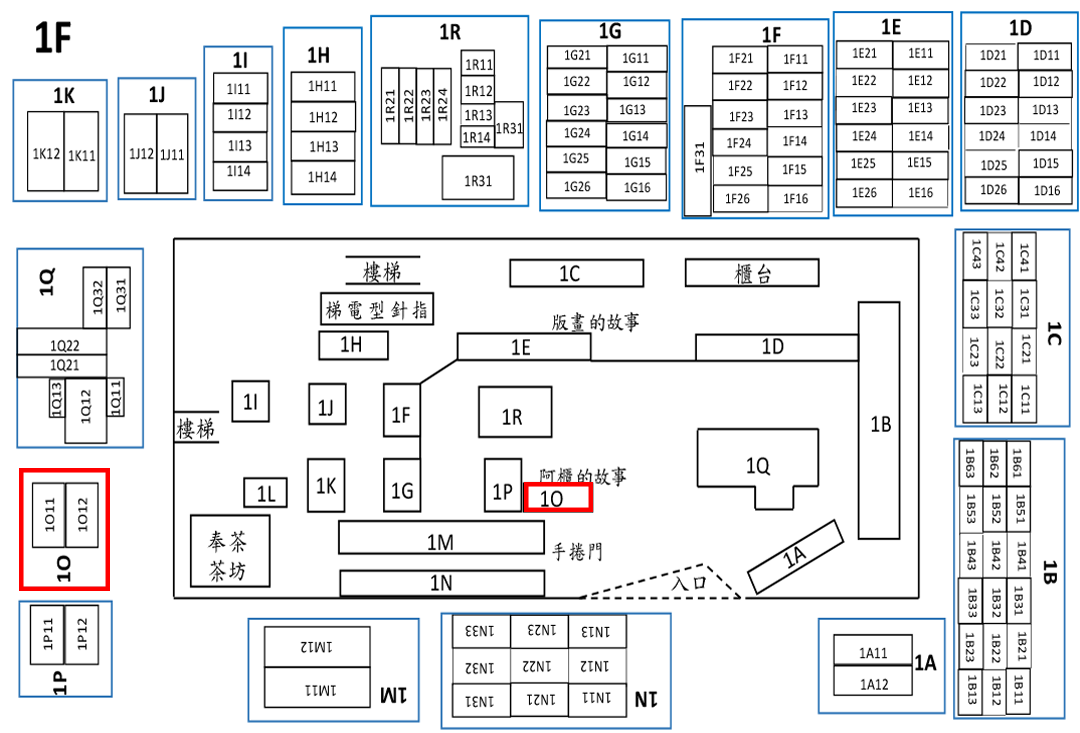 1F
1K
1K12 1K11
1J
1J12 1J11
1I
1I11
1I12
1I13
1I14
1H
1H11
1H12
1H13
1H14
1R
1R21 1R22 1R23 1R24
1R11
1R12
1R13
1R14
1R31
1R31
1G
1G21 1G11
1G22 1G12
1G23 1G13
1G24 1G14
1G25 1G15
1G26 1G16
1F
1F31
1F21 1F11
1F22 1F12
1F23 1F13
1F24 1F14
1F25 1F15
1F26 1F16
1E
1E21 1E11
1E22 1E12
1E23 1E13
1E24 1E14
1E25 1E15
1E26 1E16
1D
1D21 1D11
1D22 1D12
1D23 1D13
1D24 1D14
1D25 1D15
1D26 1D16
1Q
1Q32 1Q31
1Q22
1Q21
1Q13 1Q12 1Q11
1O
1O11 1O12
1P
1P11 1P12
樓梯
梯電型針指
1H
1C
櫃台
版畫的故事
1E
1D
1I
1J
1F
1R
1B
樓梯
1L
1K
1G
1P
阿櫃的故事
1O
1Q
奉茶
茶坊
1M
手捲門
1N
入口
1A
1C
1C43 1C42 1C41
1C33 1C32 1C31
1C23 1C22 1C21
1C13 1C12 1C11
1B
1B63 1B62 1B61
1B53 1B52 1B51
1B43 1B42 1B41
1B33 1B32 1B31
1B23 1B22 1B21
1B13 1B12 1B11
1M
1M12
1M11
1N
1N33 1N23 1N13
1N32 1N22 1N12
1N31 1N21 1N11
1A
1A11
1A12